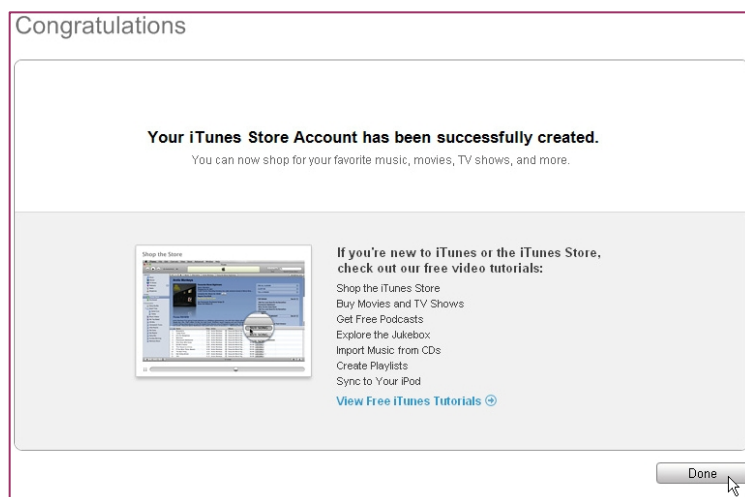 Congratulations
Your iTunes Store Account has been successfully created.
You can now shop for your favorite music, movies, TV shows, and more.
Shop the Store
If you're new to iTunes or the iTunes Store,
check out our free video tutorials:
Shop the iTunes Store
Buy Movies and TV Shows
Get Free Podcasts
Explore the Jukebox
Import Music from CDs
Create Playlists
Sync to Your iPod
View Free iTunes Tutorials
Done